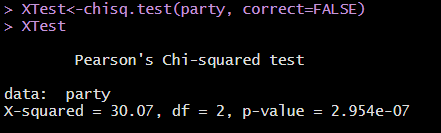 > XTest<-chisq.test(party, correct=FALSE)
> XTest
Pearson's Chi-squared test
data:  party
X-squared = 30.07, df = 2, p-value = 2.954e-07